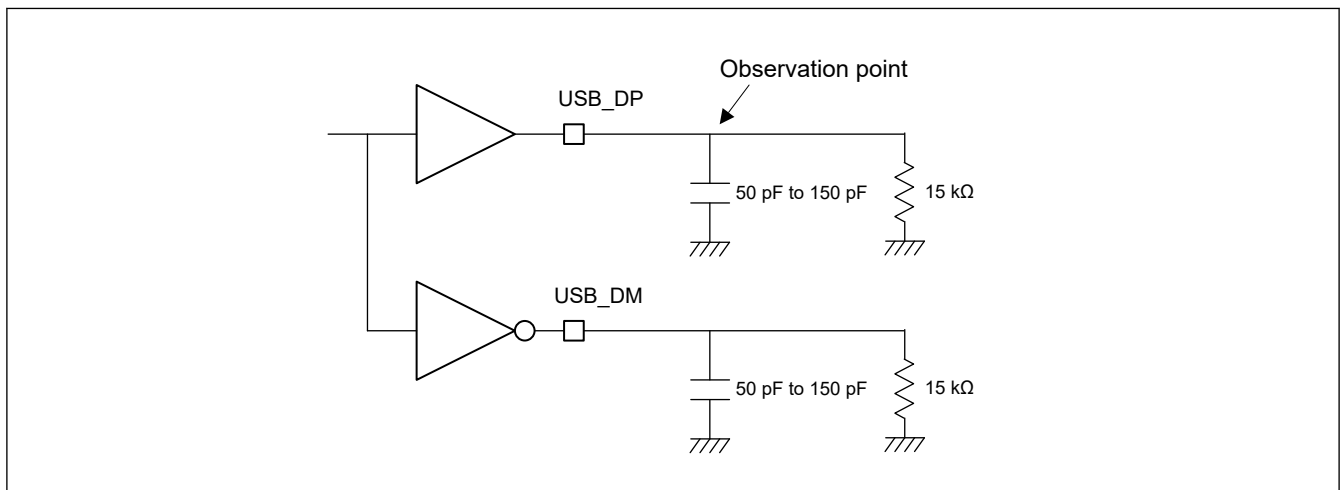 Observation point
USB_DP
50 pF to 150 pF
15 kΩ
USB_DM
50 pF to 150 pF
15 kΩ